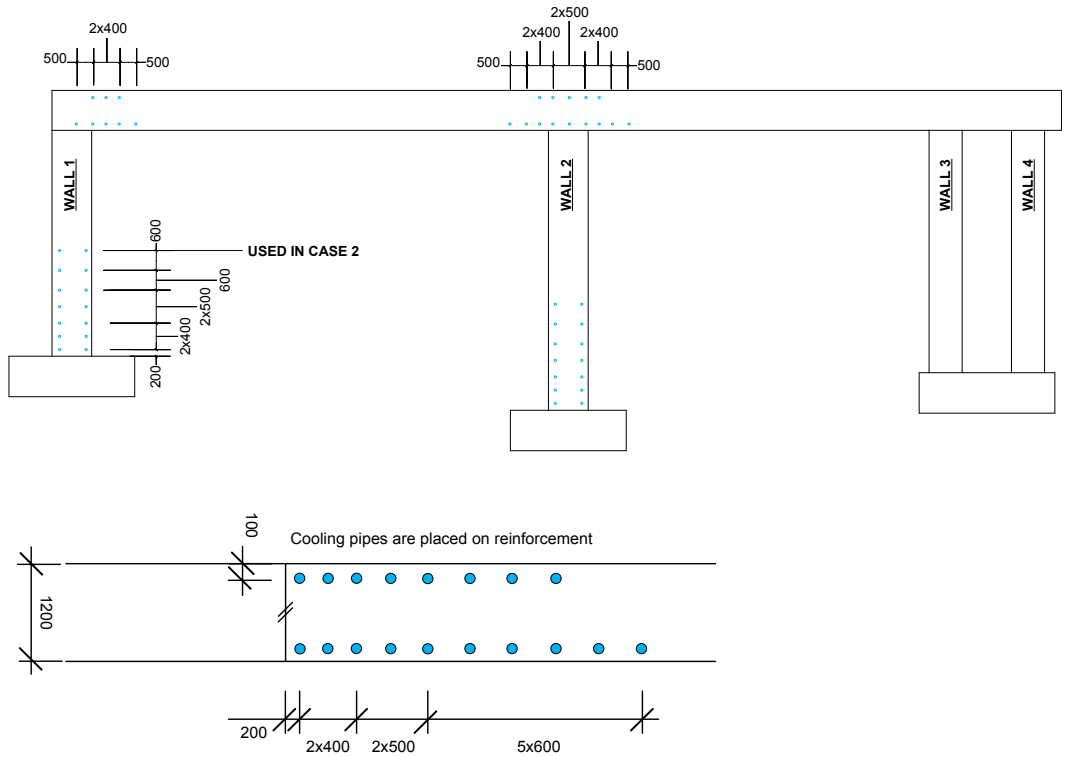 2x500
2x400
2x400 2x400
500 500
500 500
WALL 1
WALL 2
WALL 3
WALL 4
600
USED IN CASE 2
600
2x500
2x400
200
100
Cooling pipes are placed on reinforcement
1200
200
2x400 2x500 5x600